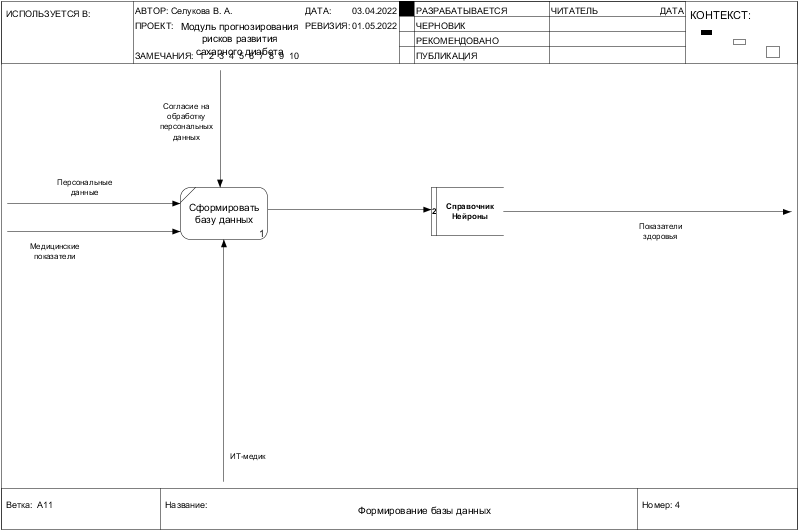 ИСПОЛЬЗУЕТСЯ В:
АВТОР: Селукова В. А.
ДАТА: 03.04.2022
ПРОЕКТ: Модуль прогнозирования
рисков развития
сахарного диабета
РЕВИЗИЯ: 01.05.2022
ЗАМЕЧАНИЯ: 1 2 3 4 5 6 7 8 9 10
РАЗРАБАТЫВАЕТСЯ
ЧЕРНОВИК
РЕКОМЕНДОВАНО
ПУБЛИКАЦИЯ
ЧИТАТЕЛЬ ДАТА
КОНТЕКСТ:
Согласие на
обработку
персональных
данных
Персональные
данные
Медицинские
показатели
Сформировать
базу данных
1
2
Справочник
Нейроны
Показатели
здоровья
ИТ-медик
Ветка: A11
Название:
Формирование базы данных
Номер: 4